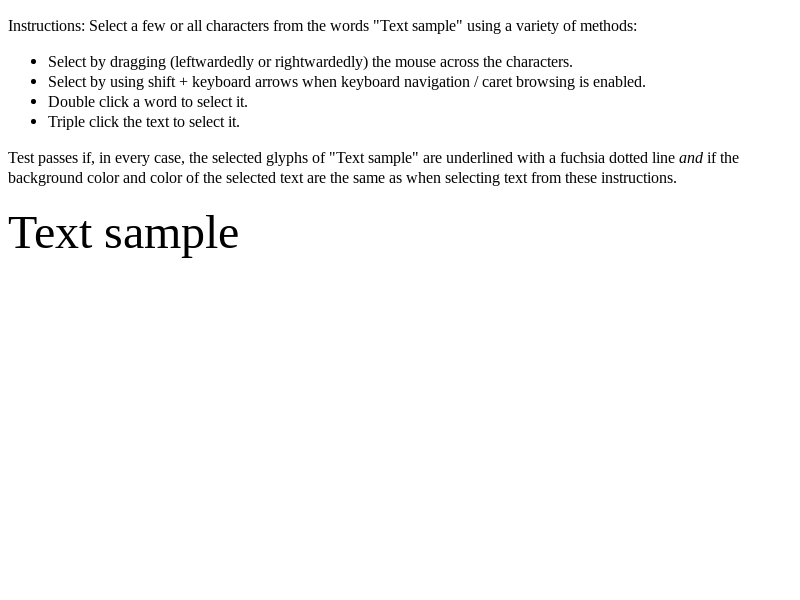 Instructions: Select a few or all characters from the words "Text sample" using a variety of methods:
Select by dragging (leftwardedly or rightwardedly) the mouse across the characters.
Select by using shift + keyboard arrows when keyboard navigation / caret browsing is enabled.
Double click a word to select it.
Triple click the text to select it.
Test passes if, in every case, the selected glyphs of "Text sample" are underlined with a fuchsia dotted line and if the
background color and color of the selected text are the same as when selecting text from these instructions.
Text sample